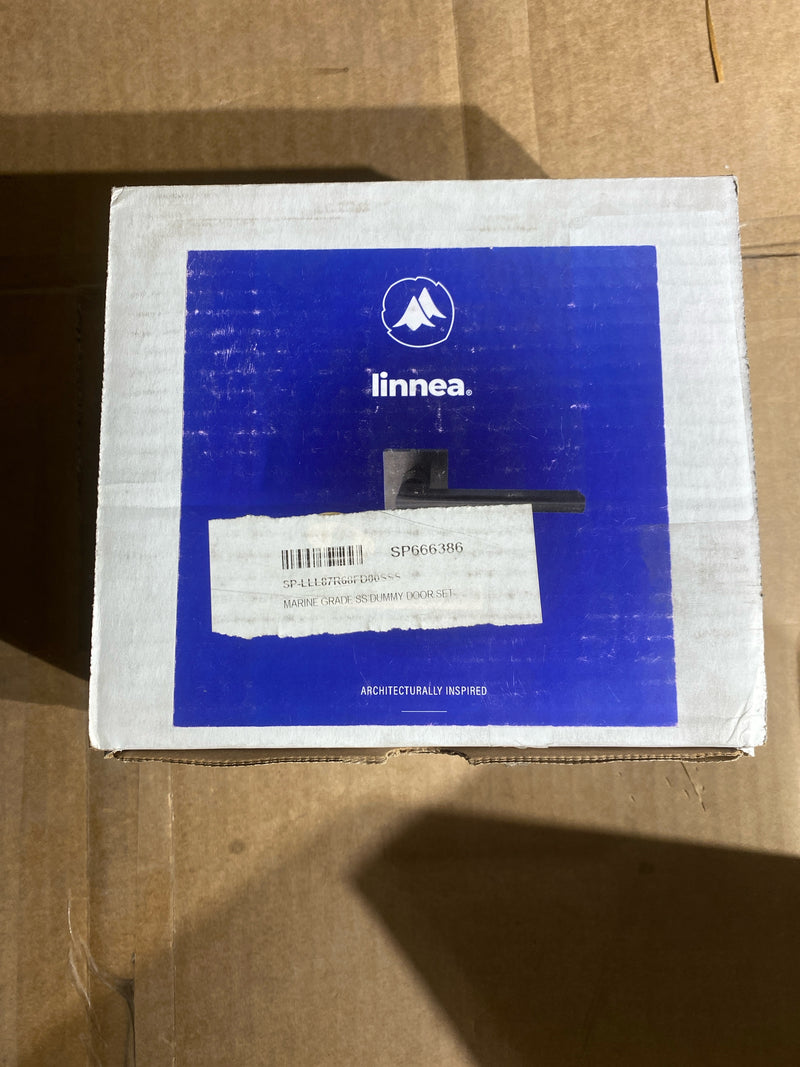 linnea®
SP666386
MARINE GRADE SS DUMMY DOOR SET
ARCHITECTURALLY INSPIRED